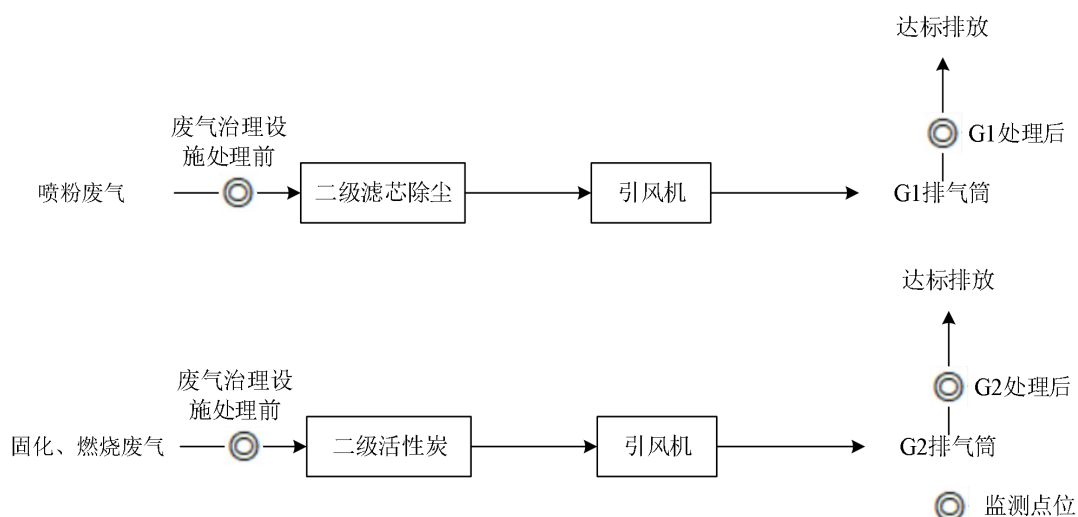 达标排放
废气治理设
施处理前
G1处理后
喷粉废气
二级滤芯除尘
引风机
G1排气筒
达标排放
废气治理设
施处理前
G2处理后
固化、燃烧废气
二级活性炭
引风机
G2排气筒
监测点位